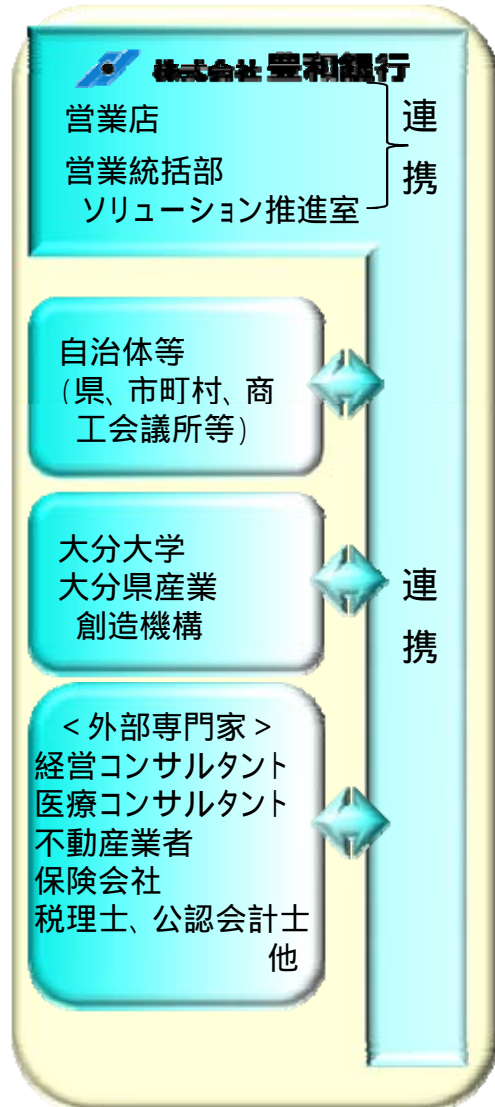 株式会社 豊和銀行
営業店
営業統括部
ソリューション推進室
連携
自治体等
(県、市町村、商
工会議所等)
大分大学
大分県産業
創造機構
連携
<外部専門家>
経営コンサルタント
医療コンサルタント
不動産業者
保険会社
税理士、公認会計士
他